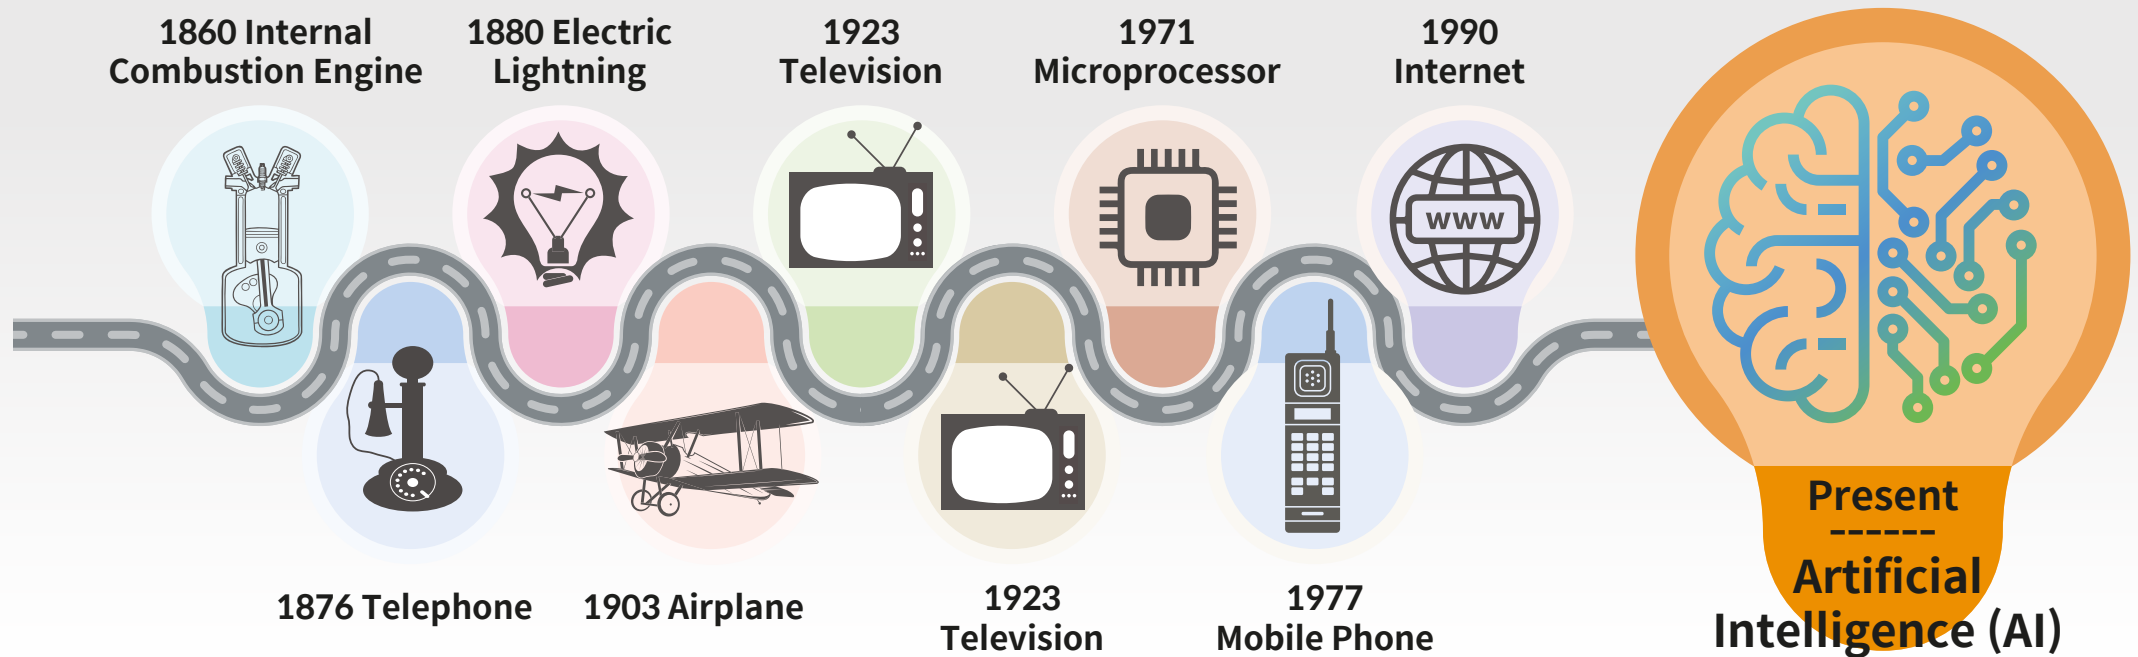 1860 Internal
Combustion Engine
1880 Electric
Lightning
1923
Television
1971
Microprocessor
1990
Internet
www
1876 Telephone
1903 Airplane
1923
Television
1977
Mobile Phone
Present
------
Artificial
Intelligence (AI)